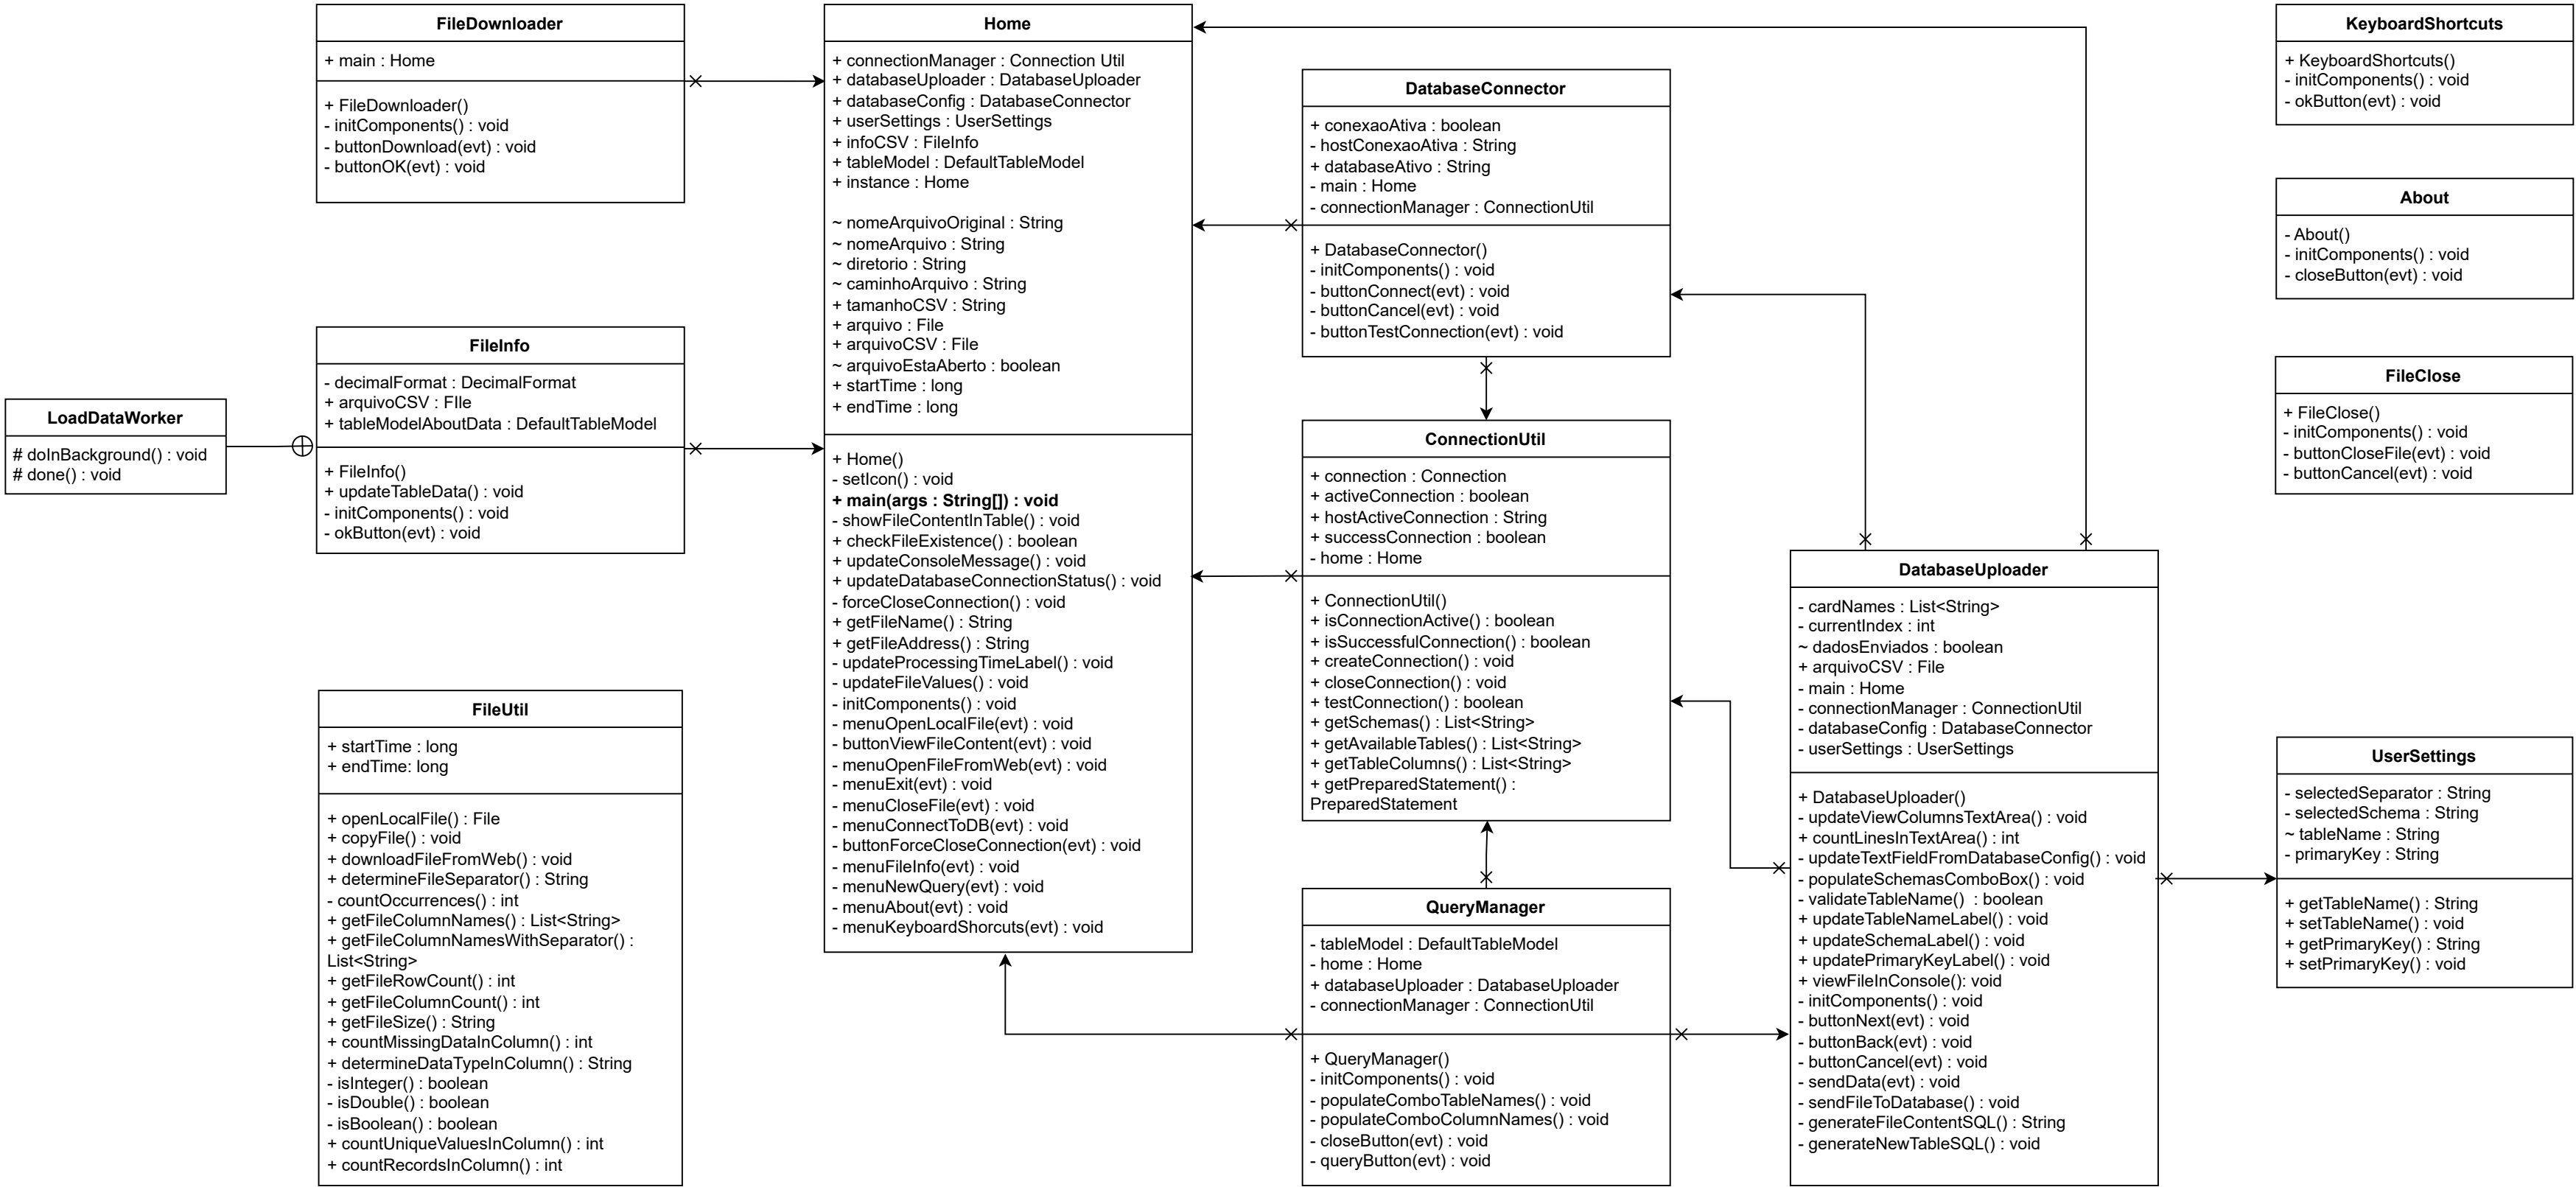 FileDownloader
+ main : Home
+ FileDownloader()
- initComponents() : void
- buttonDownload(evt) : void
- buttonOK(evt) : void
LoadDataWorker
# doInBackground() : void
# done() : void
FileInfo
- decimalFormat : DecimalFormat
+ arquivoCSV : FIle
+ tableModelAboutData : DefaultTableModel
+ FileInfo()
+ updateTableData() : void
- initComponents() : void
- okButton(evt) : void
FileUtil
+ startTime : long
+ endTime: long
+ openLocalFile() : File
+ copyFile() : void
+ downloadFileFromWeb() : void
+ determineFileSeparator() : String
- countOccurrences() : int
+ getFileColumnNames() : List<String>
+ getFileColumnNamesWithSeparator() :
List<String>
+ getFileRowCount() : int
+ getFileColumnCount() : int
+ getFileSize() : String
+ countMissingDataInColumn() : int
+ determineDataTypeInColumn() : String
- isInteger() : boolean
- isDouble() : boolean
- isBoolean() : boolean
+ countUniqueValuesInColumn() : int
+ countRecordsInColumn() : int
Home
+ connectionManager : Connection Util
+ databaseUploader : DatabaseUploader
+ databaseConfig : DatabaseConnector
+ userSettings : UserSettings
+ infoCSV : FileInfo
+ tableModel : DefaultTableModel
+ instance : Home
~ nomeArquivoOriginal : String
~ nomeArquivo : String
~ diretorio : String
~ caminhoArquivo : String
+ tamanhoCSV : String
+ arquivo : File
+ arquivoCSV : File
~ arquivoEstaAberto : boolean
+ startTime : long
+ endTime : long
+ Home()
- setIcon() : void
+ main(args : String[]) : void
- showFileContentInTable() : void
+ checkFileExistence() : boolean
+ updateConsoleMessage() : void
+ updateDatabaseConnectionStatus() : void
- forceCloseConnection() : void
+ getFileName() : String
+ getFileAddress() : String
- updateProcessingTimeLabel() : void
- updateFileValues() : void
- initComponents() : void
- menuOpenLocalFile(evt) : void
- buttonViewFileContent(evt) : void
- menuOpenFileFromWeb(evt) : void
- menuExit(evt) : void
- menuCloseFile(evt) : void
- menuConnectToDB(evt) : void
- buttonForceCloseConnection(evt) : void
- menuFileInfo(evt) : void
- menuNewQuery(evt) : void
- menuAbout(evt) : void
- menuKeyboardShorcuts(evt) : void
DatabaseConnector
+ conexaoAtiva : boolean
- hostConexaoAtiva : String
+ databaseAtivo : String
- main : Home
- connectionManager : ConnectionUtil
+ DatabaseConnector()
- initComponents() : void
- buttonConnect(evt) : void
- buttonCancel(evt) : void
- buttonTestConnection(evt) : void
ConnectionUtil
+ connection : Connection
+ activeConnection : boolean
+ hostActiveConnection : String
+ successConnection : boolean
- home : Home
+ ConnectionUtil()
+ isConnectionActive() : boolean
+ isSuccessfulConnection() : boolean
+ createConnection() : void
+ closeConnection() : void
+ testConnection() : boolean
+ getSchemas() : List<String>
+ getAvailableTables() : List<String>
+ getTableColumns() : List<String>
+ getPreparedStatement() :
PreparedStatement
QueryManager
- tableModel : DefaultTableModel
- home : Home
+ databaseUploader : DatabaseUploader
- connectionManager : ConnectionUtil
+ QueryManager()
- initComponents() : void
- populateComboTableNames() : void
- populateComboColumnNames() : void
- closeButton(evt) : void
- queryButton(evt) : void
DatabaseUploader
- cardNames : List<String>
- currentIndex : int
~ dadosEnviados : boolean
+ arquivoCSV : File
- main : Home
- connectionManager : ConnectionUtil
- databaseConfig : DatabaseConnector
- userSettings : UserSettings
+ DatabaseUploader()
- updateViewColumnsTextArea() : void
+ countLinesInTextArea() : int
- updateTextFieldFromDatabaseConfig() : void
- populateSchemasComboBox() : void
- validateTableName() : boolean
+ updateTableNameLabel() : void
+ updateSchemaLabel() : void
+ updatePrimaryKeyLabel() : void
+ viewFileInConsole(): void
- initComponents() : void
- buttonNext(evt) : void
- buttonBack(evt) : void
- buttonCancel(evt) : void
- sendData(evt) : void
- sendFileToDatabase() : void
- generateFileContentSQL() : String
- generateNewTableSQL() : void
KeyboardShortcuts
+ KeyboardShortcuts()
- initComponents() : void
- okButton(evt) : void
About
- About()
- initComponents() : void
- closeButton(evt) : void
FileClose
+ FileClose()
- initComponents() : void
- buttonCloseFile(evt) : void
- buttonCancel(evt) : void
UserSettings
- selectedSeparator : String
- selectedSchema : String
~ tableName : String
- primaryKey : String
+ getTableName() : String
+ setTableName() : void
+ getPrimaryKey() : String
+ setPrimaryKey() : void